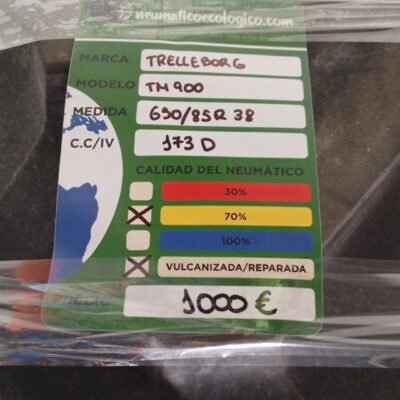 neumaticoecologico.com
MARCA TRELLEBORG
MODELO TM 900
MEDIDA 650/85R 38
C.C/IV 173 D
CALIDAD DEL NEUMÁTICO
30%
70%
100%
VULCANIZADA/REPARADA
PRECIO 1000 €